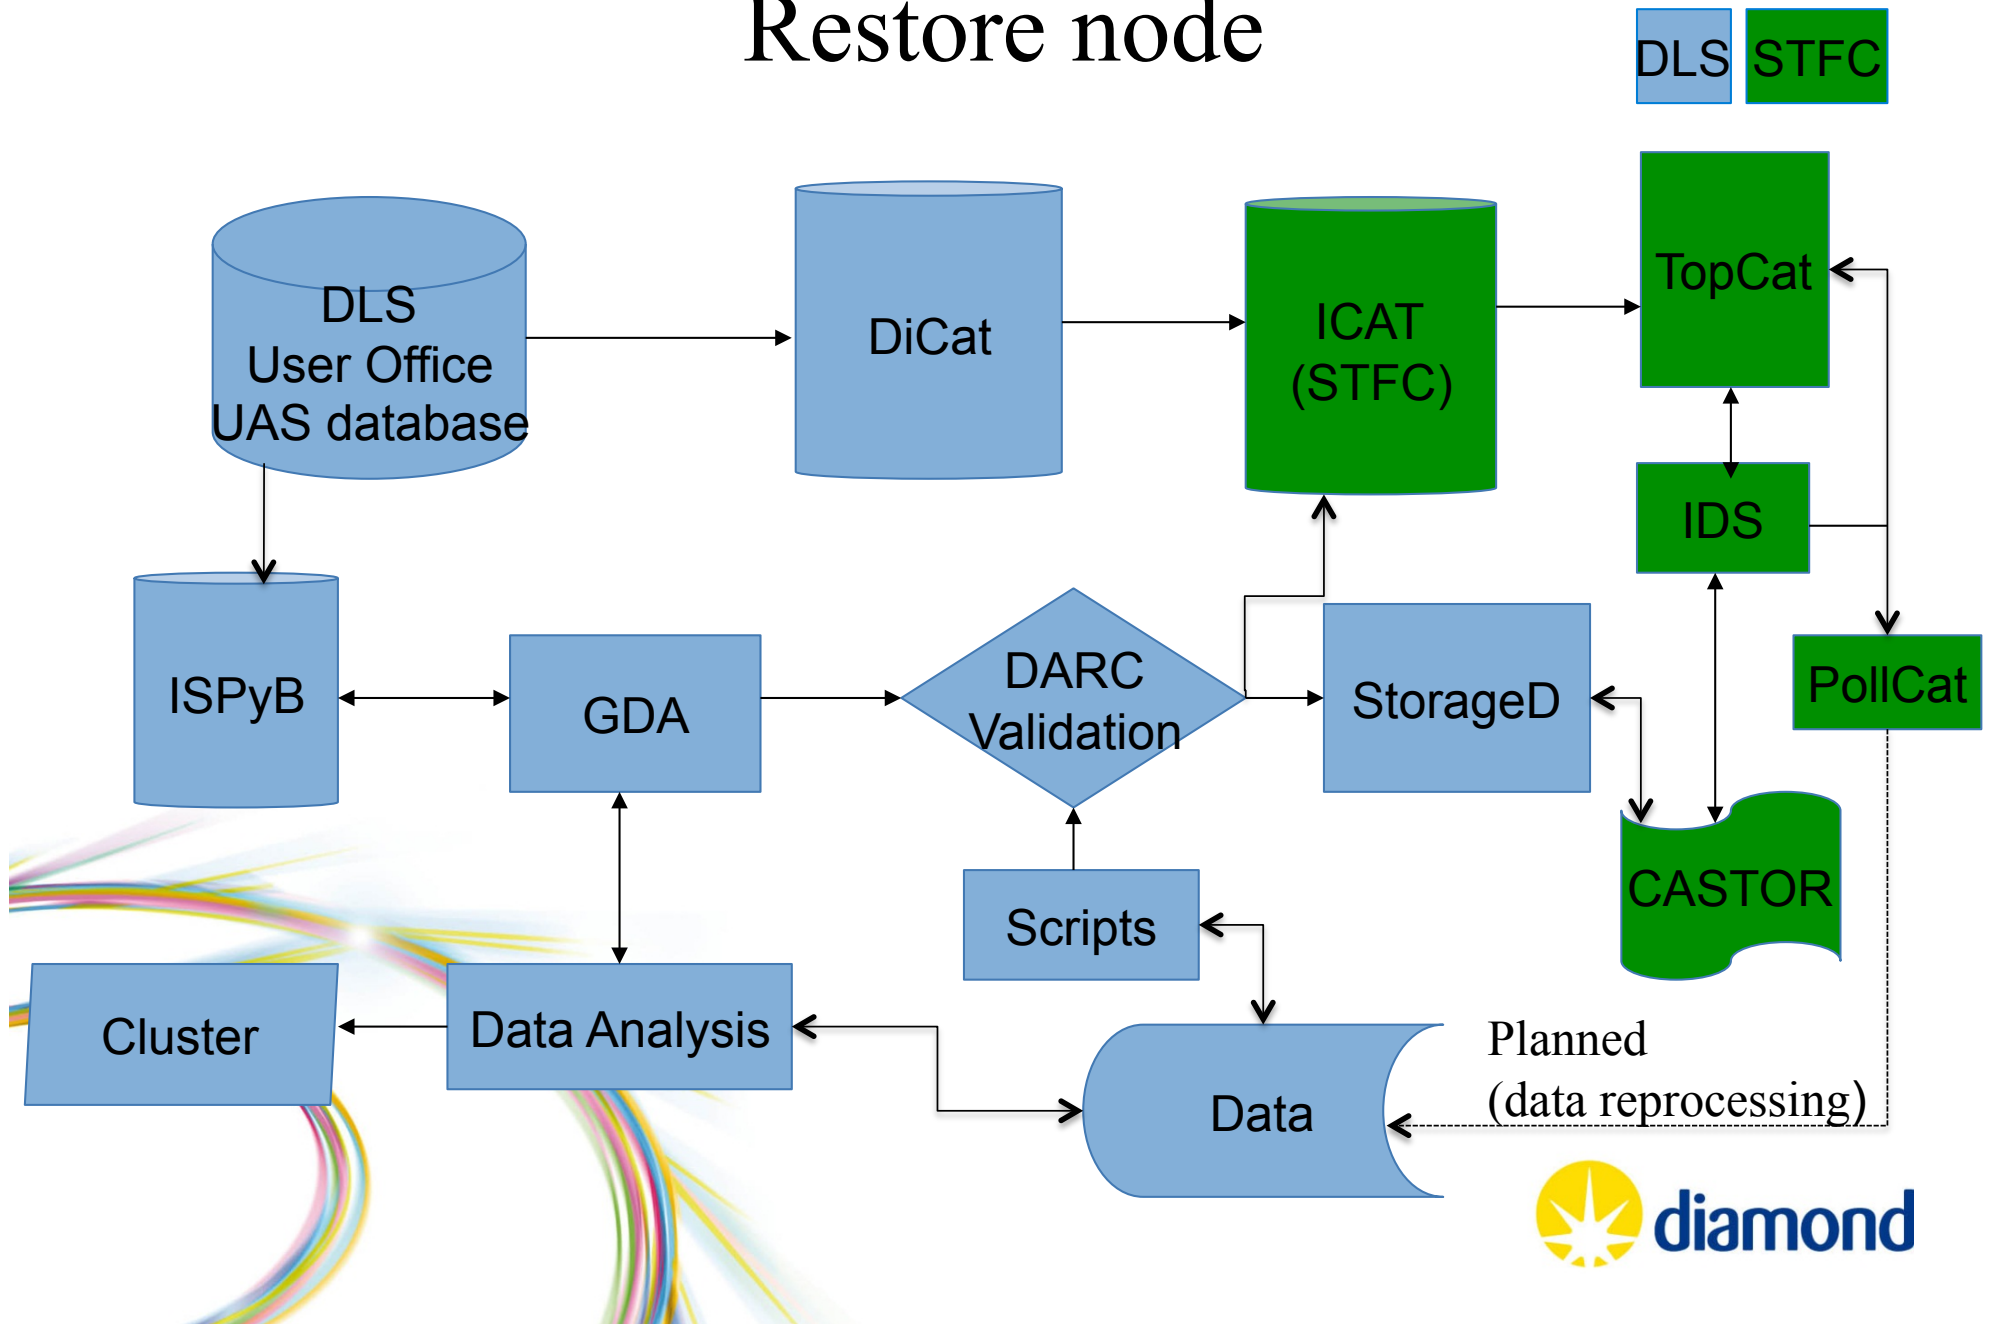 Restore node
DLS
STFC
DLS
User Office
UAS database
DiCat
ICAT
(STFC)
TopCat
IDS
ISPyB
GDA
DARC
Validation
StorageD
PollCat
CASTOR
Scripts
Cluster
Data Analysis
Data
Planned
(data reprocessing)
diamond